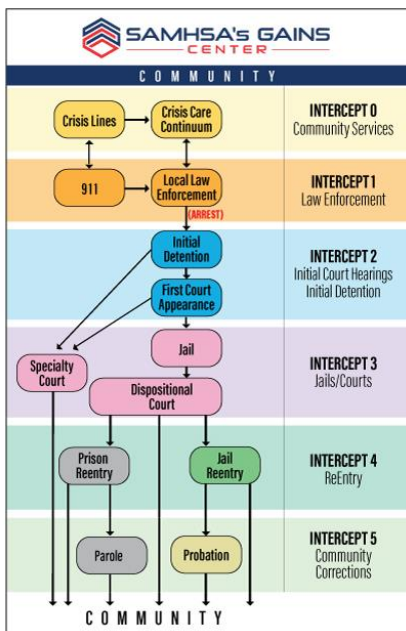 SAMHSA's GAINS
CENTER
COMMUNITY
Crisis Lines
Crisis Care
Continuum
INTERCEPT 0
Community Services
911
Local Law
Enforcement
(ARREST)
INTERCEPT 1
Law Enforcement
Initial
Detention
First Court
Appearance
INTERCEPT 2
Initial Court Hearings
Initial Detention
Jail
Specialty
Court
Dispositional
Court
INTERCEPT 3
Jails/Courts
Prison
Reentry
Jail
Reentry
INTERCEPT 4
ReEntry
Parole
Probation
INTERCEPT 5
Community
Corrections
COMMUNITY